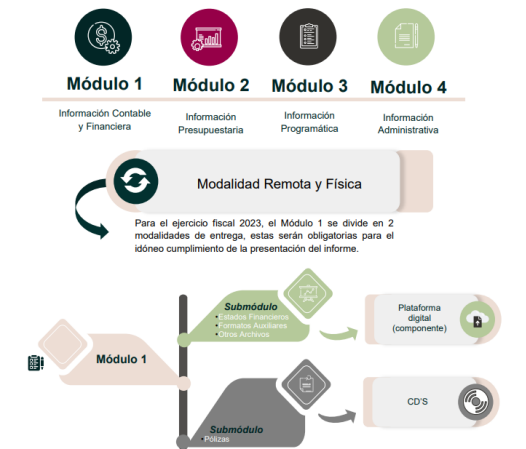 Módulo 1
Módulo 2
Módulo 3
Módulo 4
Información Contable
y Financiera
Información
Presupuestaria
Información
Programática
Información
Administrativa
Modalidad Remota y Física
Para el ejercicio fiscal 2023, el Módulo 1 se divide en 2
modalidades de entrega, estas serán obligatorias para el
idóneo cumplimiento de la presentación del informe.
Submódulo
•Estados Financieros
•Formatos Auxiliares
•Otros Archivos
Plataforma
digital
(componente)
Módulo 1
CD'S
Submódulo
•Pólizas